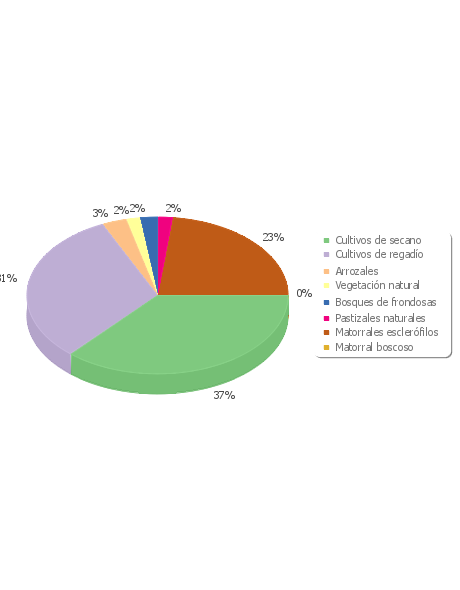 3%
2%
2%
2%
23%
0%
37%
Cultivos de secano
Cultivos de regadío
Arrozales
Vegetación natural
Bosques de frondosas
Pastizales naturales
Matorrales esclerófilos
Matorral boscoso